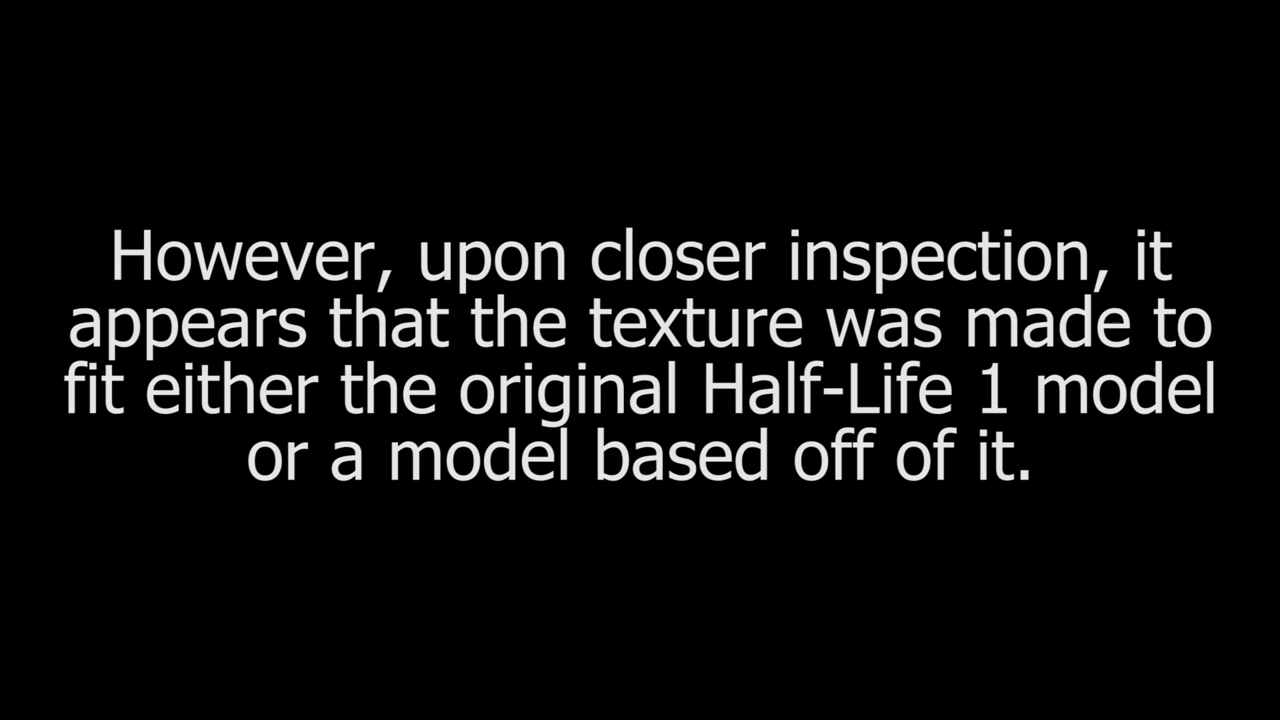 However, upon closer inspection, it
appears that the texture was made to
fit either the original Half-Life 1 model
or a model based off of it.